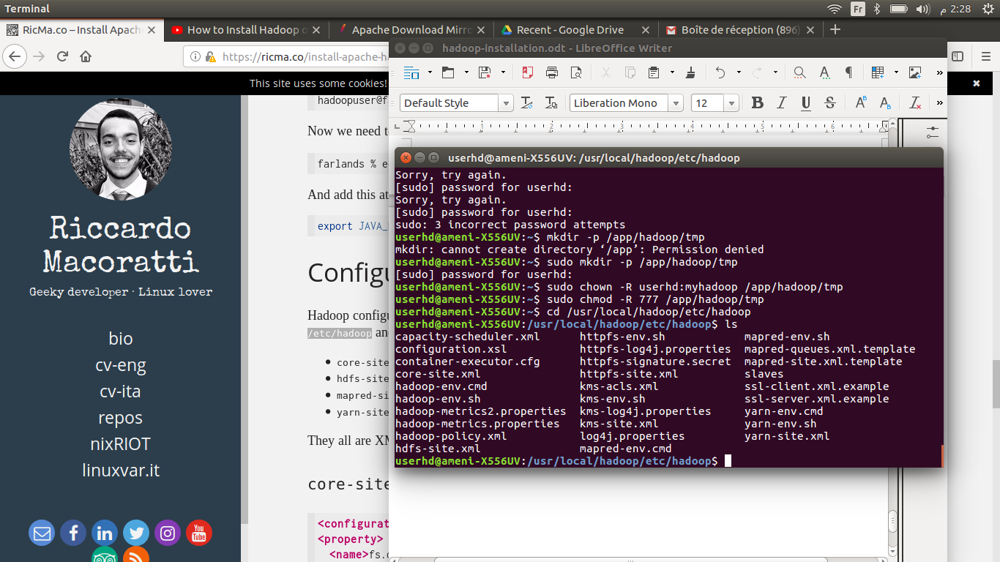 Terminal
Fr
2:28 م
RicMa.co – Install Apach
How to Install Hadoop o
Apache Download Mirro
Recent - Google Drive
Boîte de réception (896)
https://ricma.co/install-apache-h
hadoop-installation.odt - LibreOffice Writer
This site uses some cookies!
Default Style
Liberation Mono
12
1 2 3 4 5 6
hadoopuser@f
Now we need t
farlands % e
And add this at
export JAVA_
Configu
Hadoop configu
/etc/hadoop and
core-site
hdfs-site
mapred-si
yarn-site
They all are XM
core-site
<configurat
<property>
<name>fs.
Riccardo
Macoratti
Geeky developer · Linux lover
bio
cv-eng
cv-ita
repos
nixRIOT
linuxvar.it
You
Tube
userhd@ameni-X556UV: /usr/local/hadoop/etc/hadoop
Sorry, try again.
[sudo] password for userhd:
Sorry, try again.
[sudo] password for userhd:
sudo: 3 incorrect password attempts
userhd@ameni-X556UV:~$ mkdir -p /app/hadoop/tmp
mkdir: cannot create directory ‘/app’: Permission denied
userhd@ameni-X556UV:~$ sudo mkdir -p /app/hadoop/tmp
[sudo] password for userhd:
userhd@ameni-X556UV:~$ sudo chown -R userhd:myhadoop /app/hadoop/tmp
userhd@ameni-X556UV:~$ sudo chmod -R 777 /app/hadoop/tmp
userhd@ameni-X556UV:~$ cd /usr/local/hadoop/etc/hadoop
userhd@ameni-X556UV:/usr/local/hadoop/etc/hadoop$ ls
capacity-scheduler.xml httpfs-env.sh mapred-env.sh
configuration.xsl httpfs-log4j.properties mapred-queues.xml.template
container-executor.cfg httpfs-signature.secret mapred-site.xml.template
core-site.xml httpfs-site.xml slaves
hadoop-env.cmd kms-acls.xml ssl-client.xml.example
hadoop-env.sh kms-env.sh ssl-server.xml.example
hadoop-metrics2.properties kms-log4j.properties yarn-env.cmd
hadoop-metrics.properties kms-site.xml yarn-env.sh
hadoop-policy.xml log4j.properties yarn-site.xml
hdfs-site.xml mapred-env.cmd
userhd@ameni-X556UV:/usr/local/hadoop/etc/hadoop$